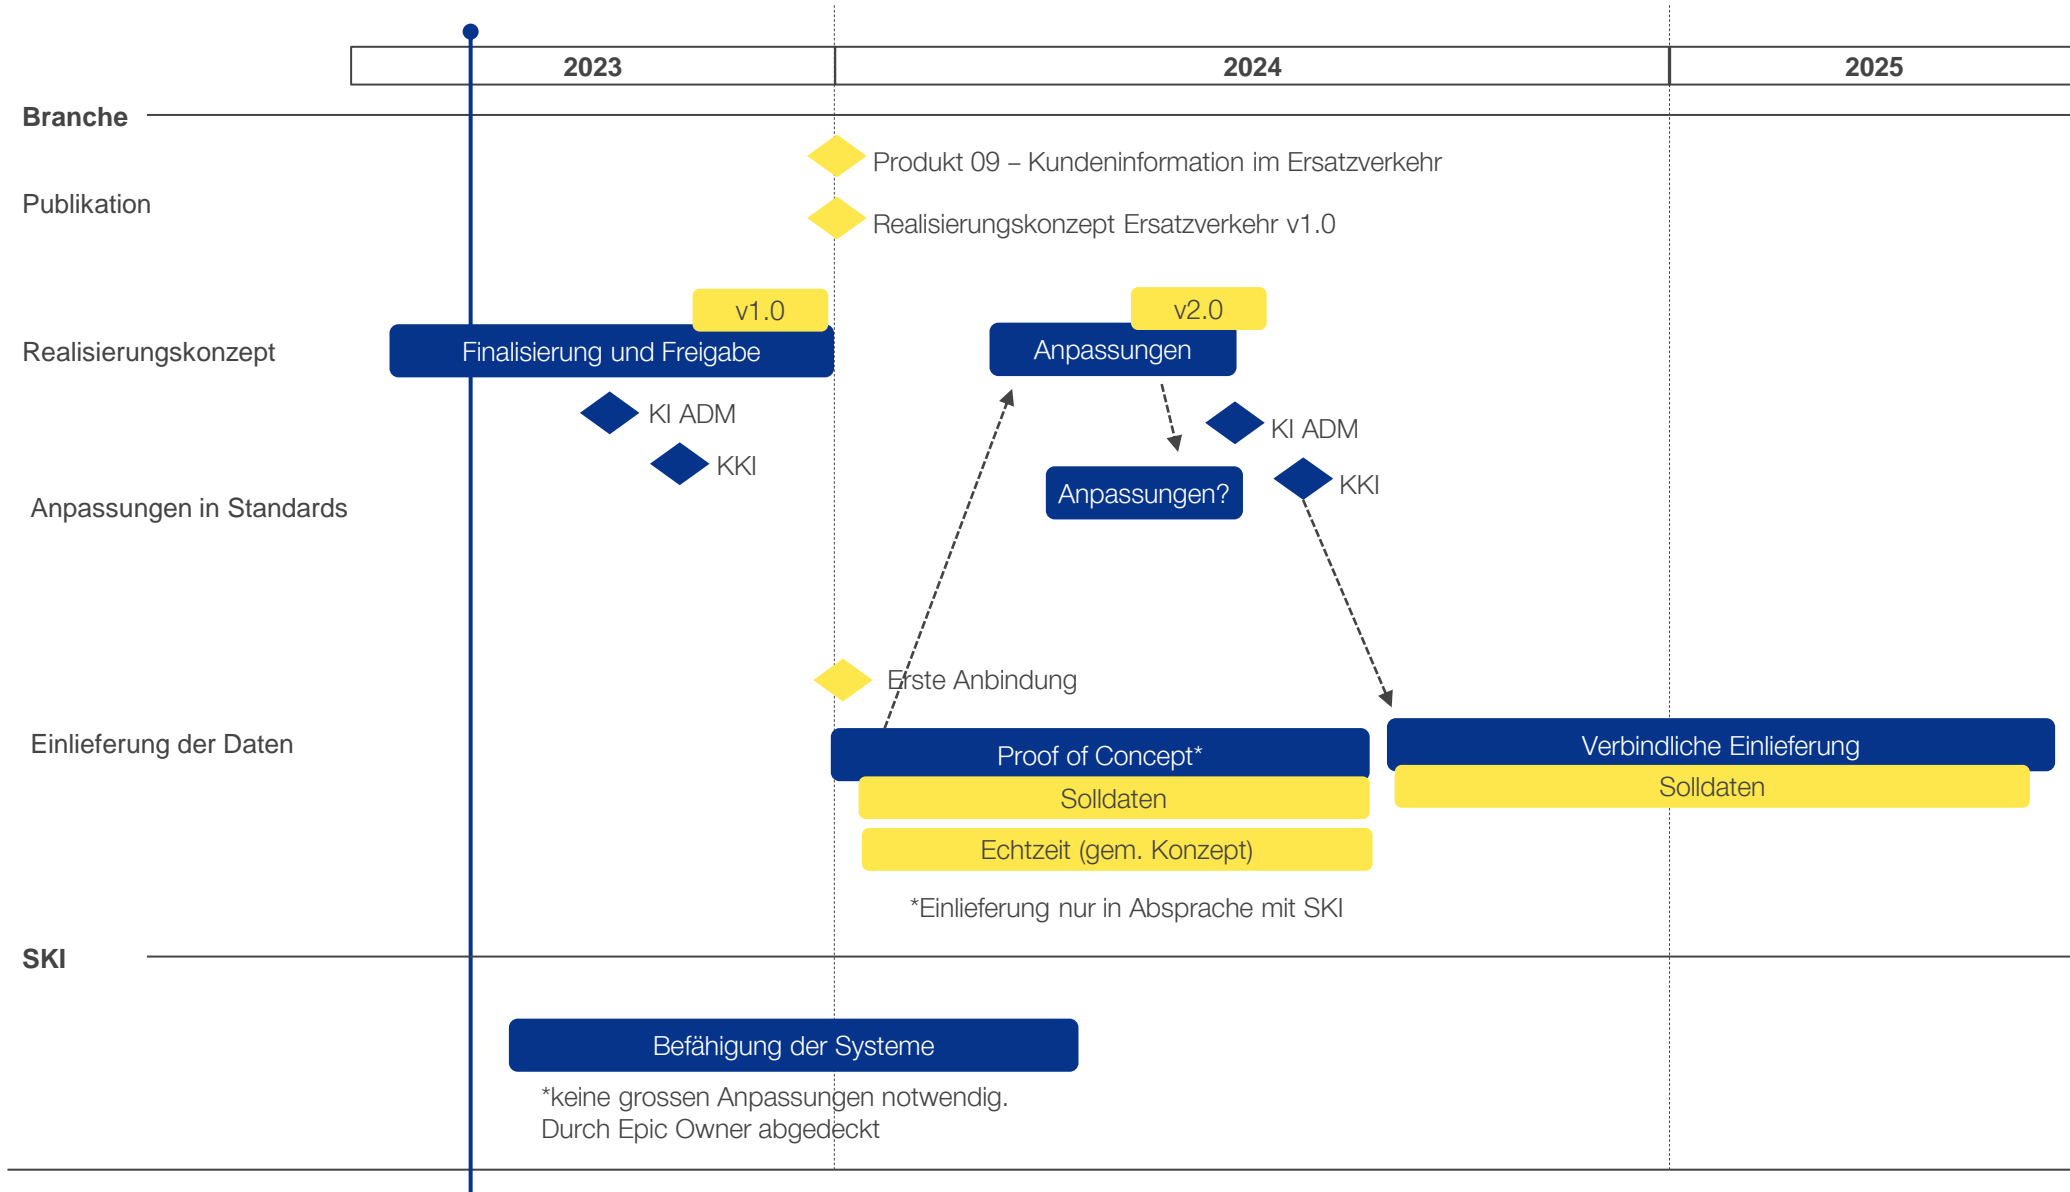 2023
2024
2025
Branche
Produkt 09 – Kundeninformation im Ersatzverkehr
Publikation
Realisierungskonzept Ersatzverkehr v1.0
v1.0
v2.0
Realisierungskonzept
Finalisierung und Freigabe
Anpassungen
KI ADM
KI ADM
KKI
KKI
Anpassungen?
Anpassungen in Standards
Erste Anbindung
Einlieferung der Daten
Proof of Concept*
Verbindliche Einlieferung
Solldaten
Solldaten
Echtzeit (gem. Konzept)
*Einlieferung nur in Absprache mit SKI
SKI
Befähigung der Systeme
*keine grossen Anpassungen notwendig.
Durch Epic Owner abgedeckt